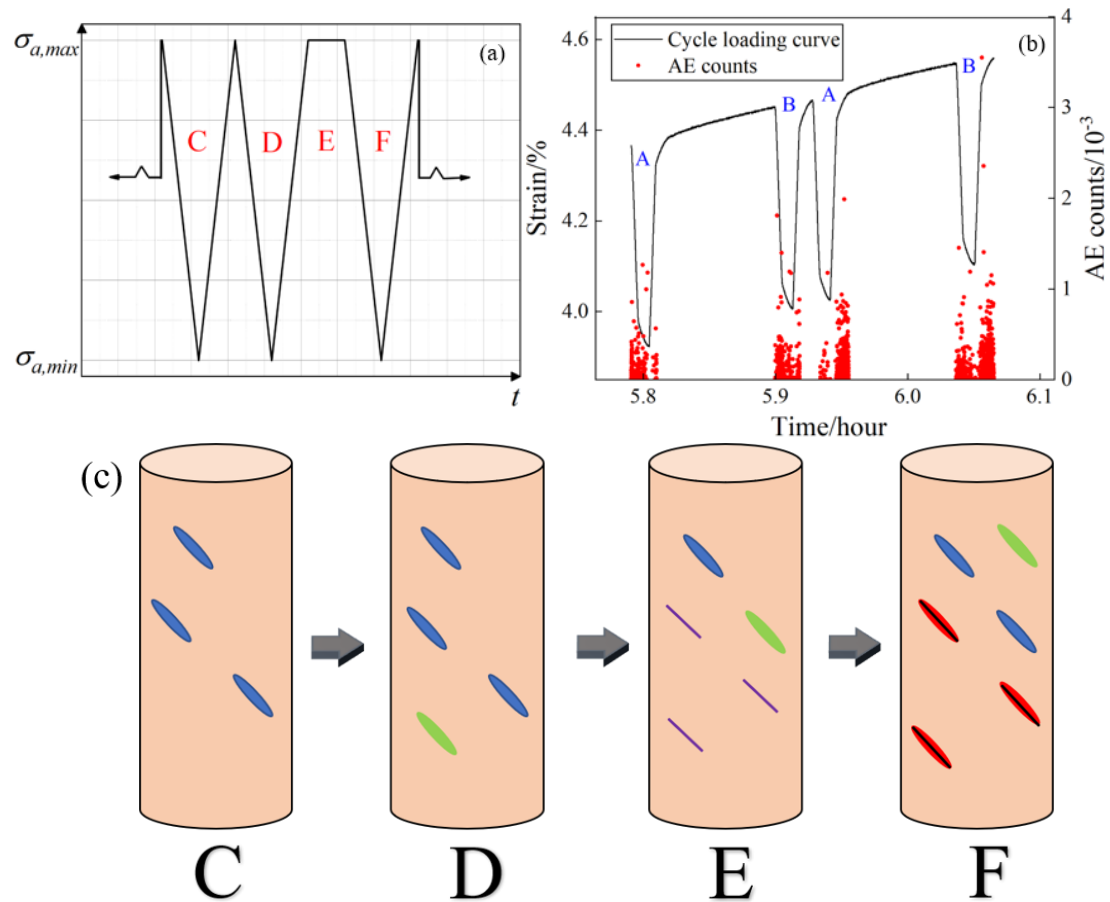 (a)
σa,max
C D E F
σa,min
t
(b)
Cycle loading curve
AE counts
A B A B
Strain/%
4.6
4.4
4.2
4.0
4
3
2
1
0
AE counts/10-3
5.8 5.9 6.0 6.1
Time/hour
(c)
C D E F